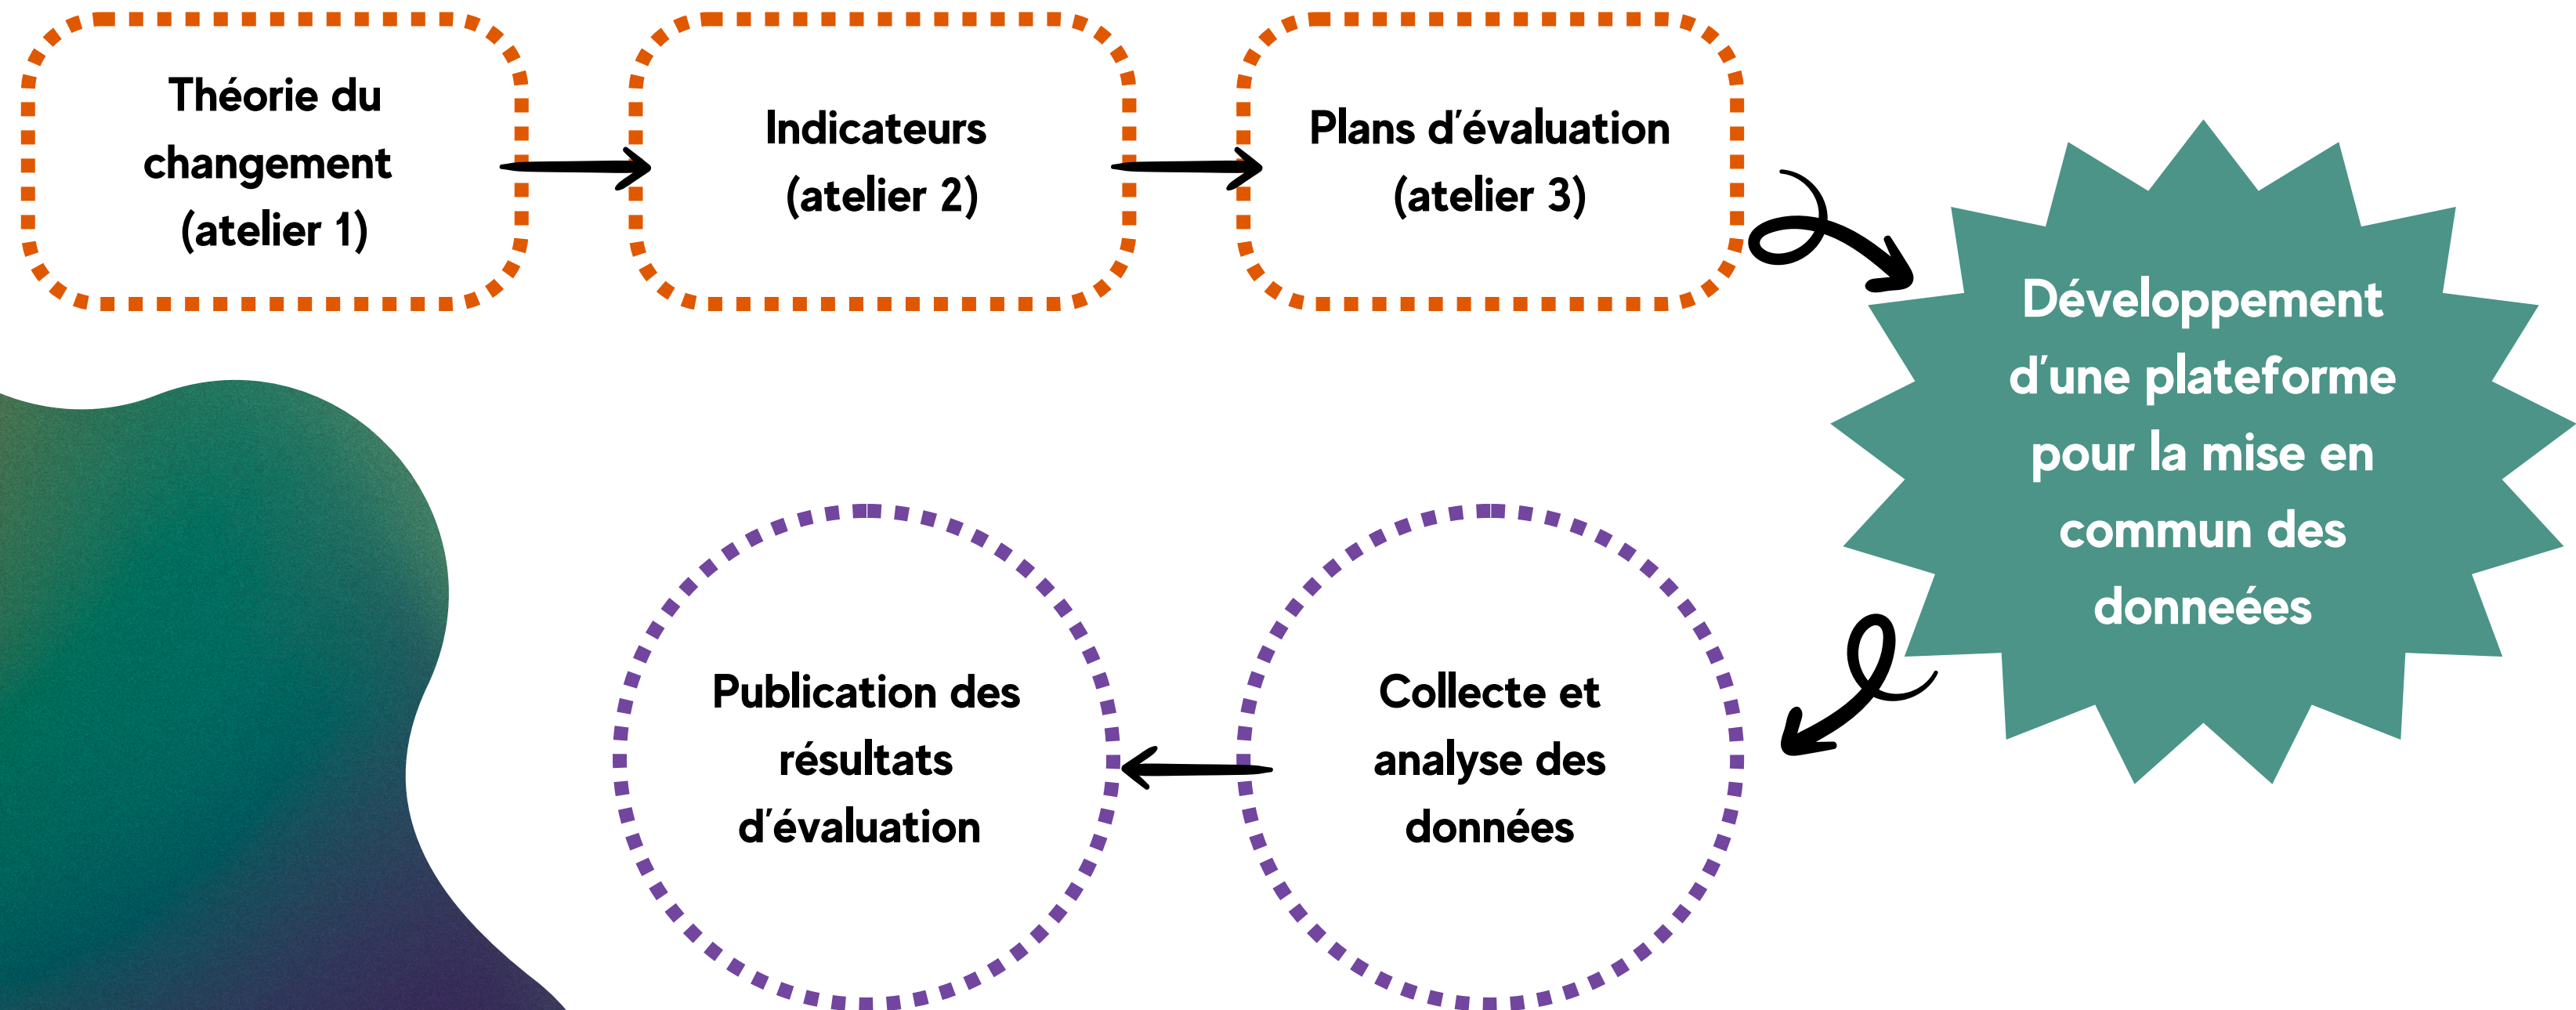 Théorie du
changement
(atelier 1)
Indicateurs
(atelier 2)
Plans d'évaluation
(atelier 3)
Développement
d'une plateforme
pour la mise en
commun des
donneées
Collecte et
analyse des
données
Publication des
résultats
d'évaluation